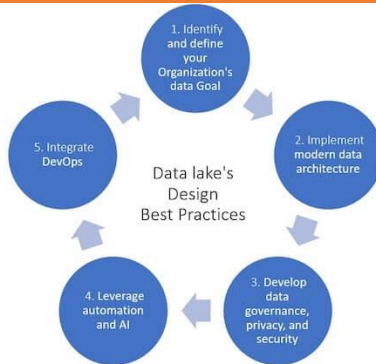 1. Identify
and define
your
Organization's
data Goal
2. Implement
modern data
architecture
3. Develop
data
governance,
privacy, and
security
4. Leverage
automation
and AI
5. Integrate
DevOps
Data lake's
Design
Best Practices